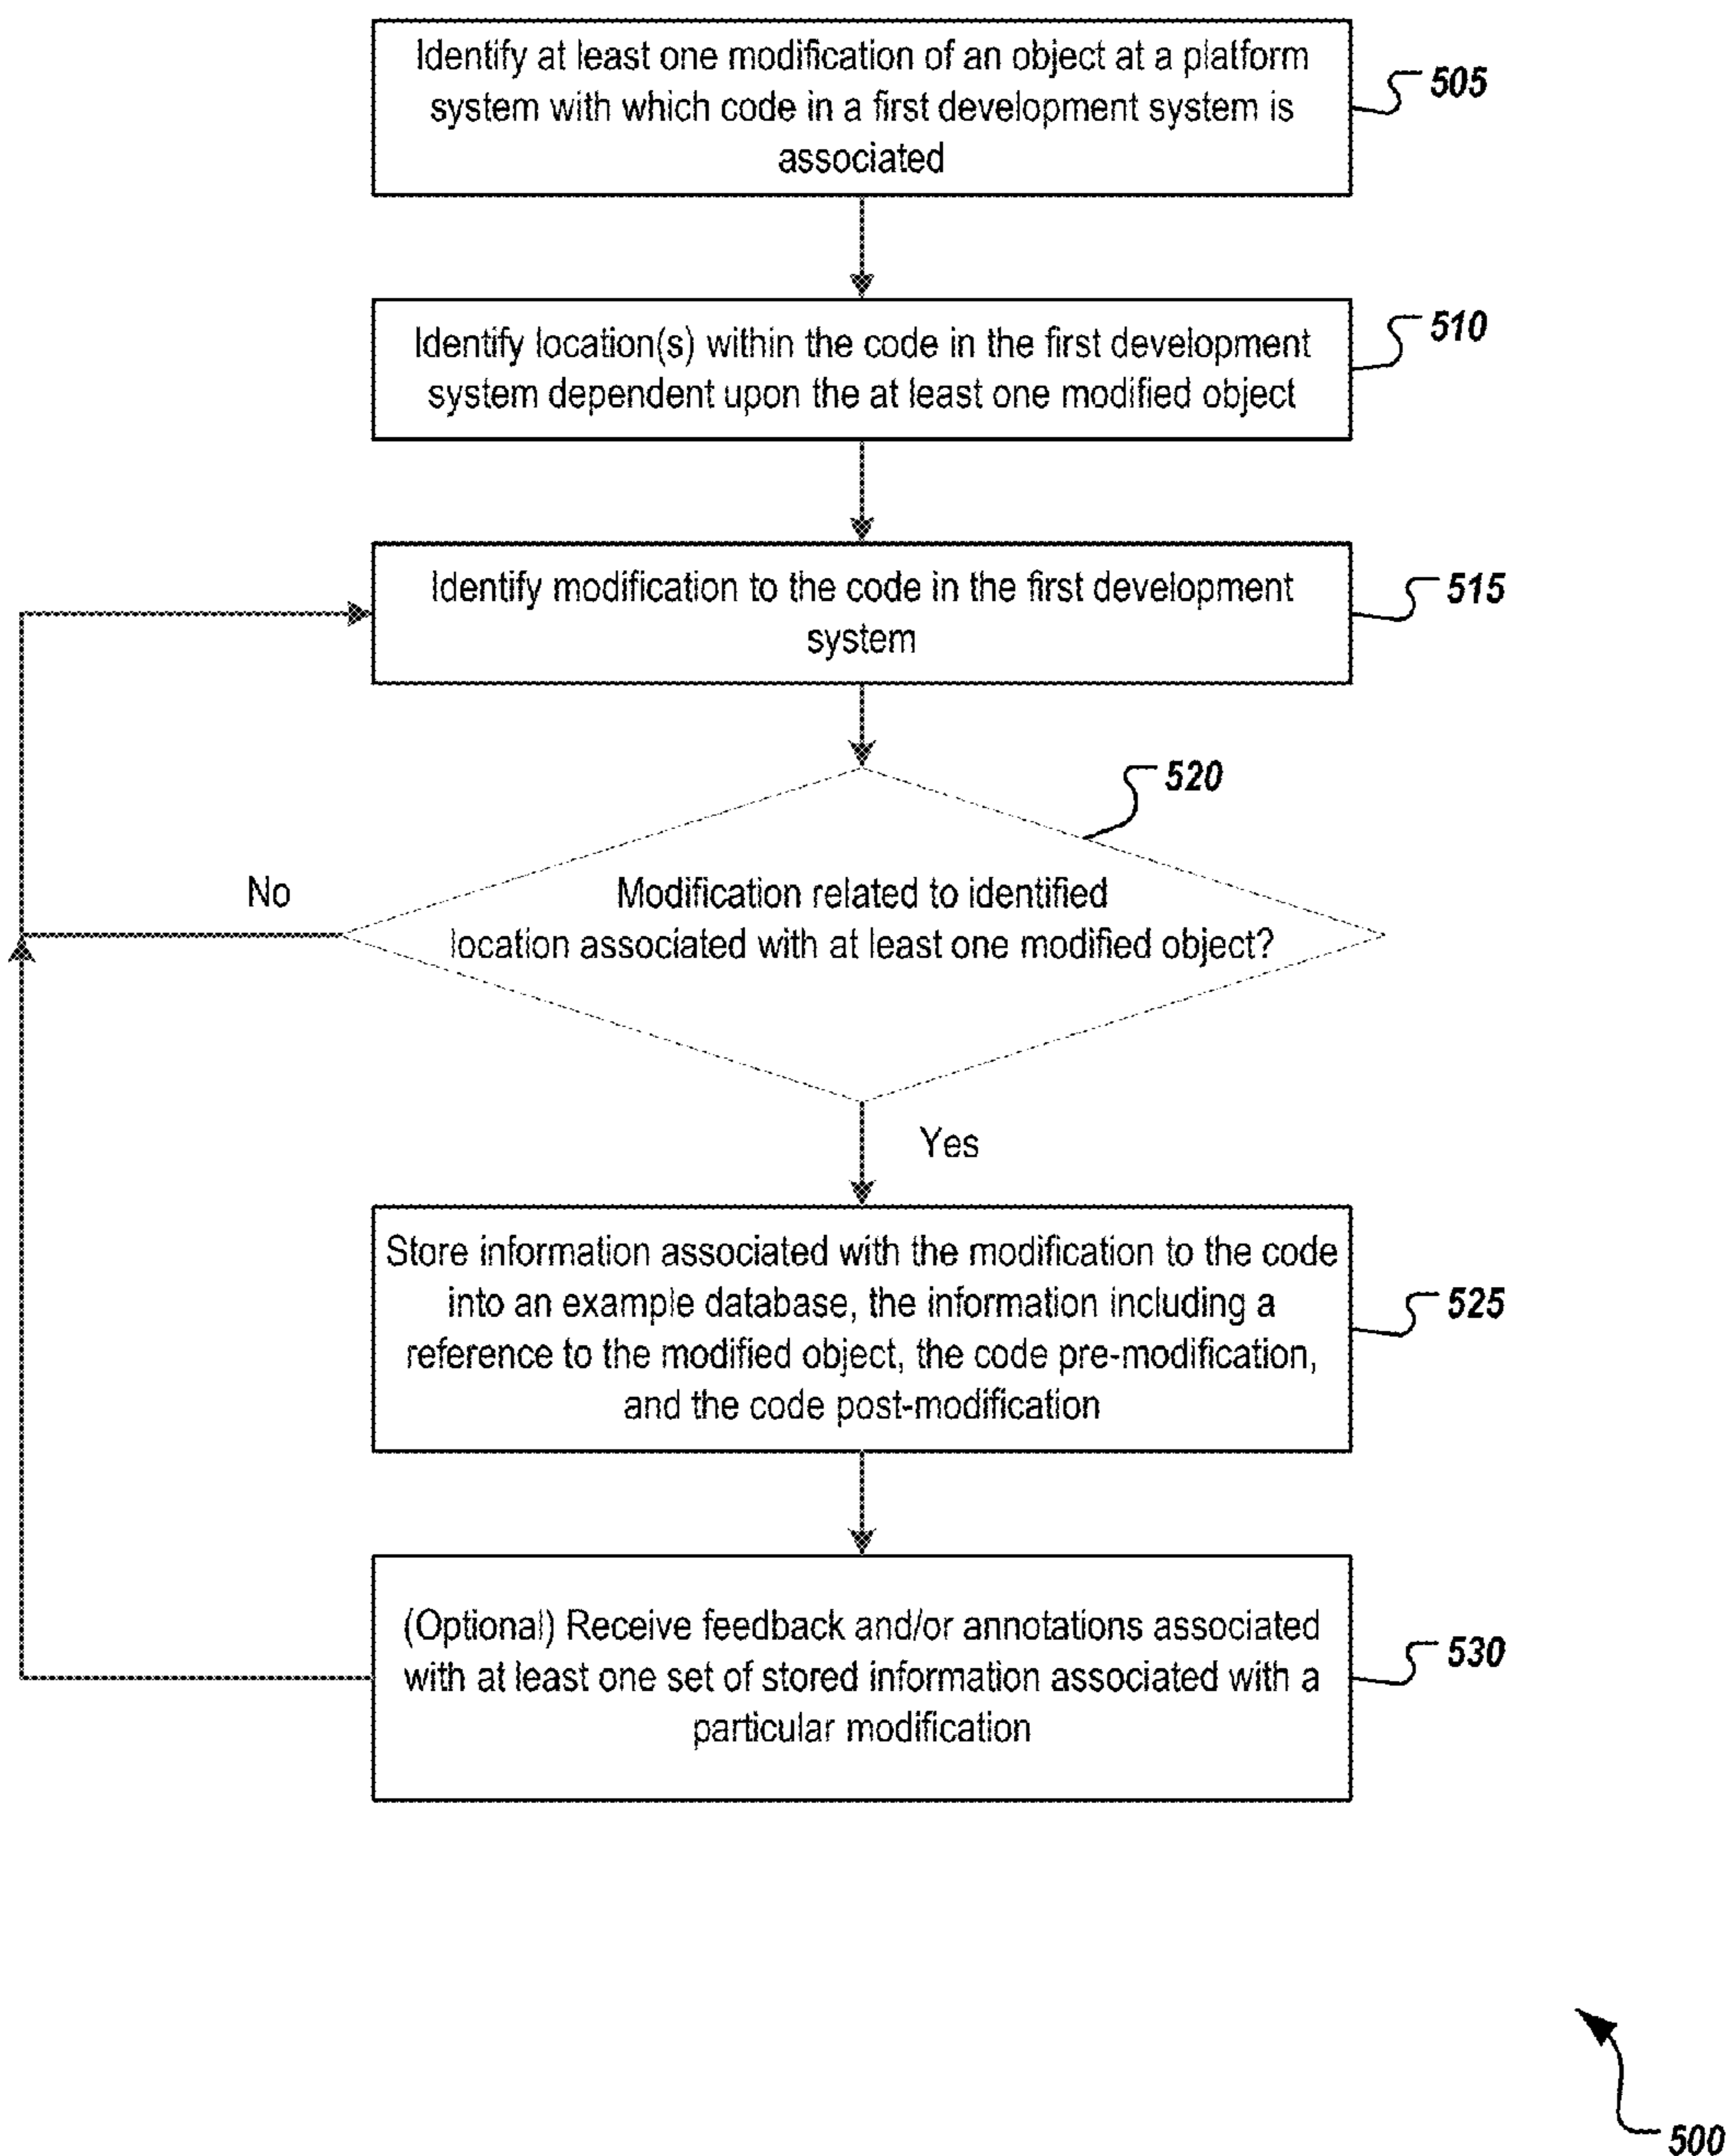 Identify at least one modification of an object at a platform
system with which code in a first development system is
associated
505
Identify location(s) within the code in the first development
system dependent upon the at least one modified object
510
Identify modification to the code in the first development
system
515
520
No
Modification related to identified
location associated with at least one modified object?
Yes
Store information associated with the modification to the code
into an example database, the information including a
reference to the modified object, the code pre-modification,
and the code post-modification
525
(Optional) Receive feedback and/or annotations associated
with at least one set of stored information associated with a
particular modification
530
500